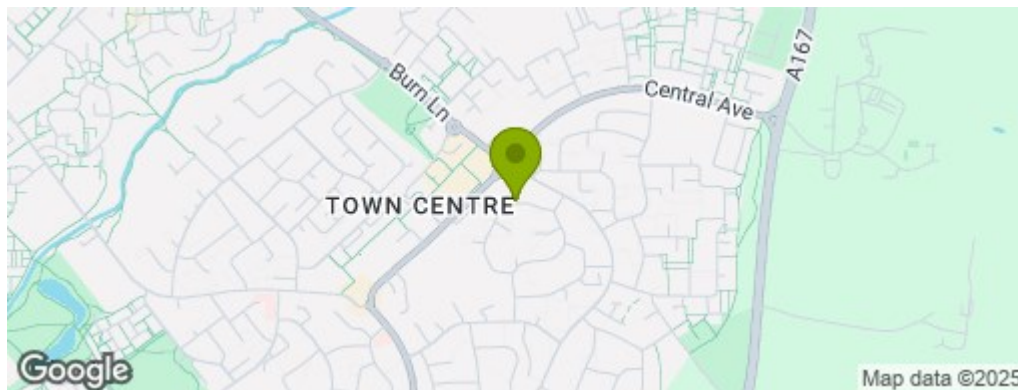 A167
Burn Ln
Central Ave
TOWN CENTRE
Google
Map data ©2025